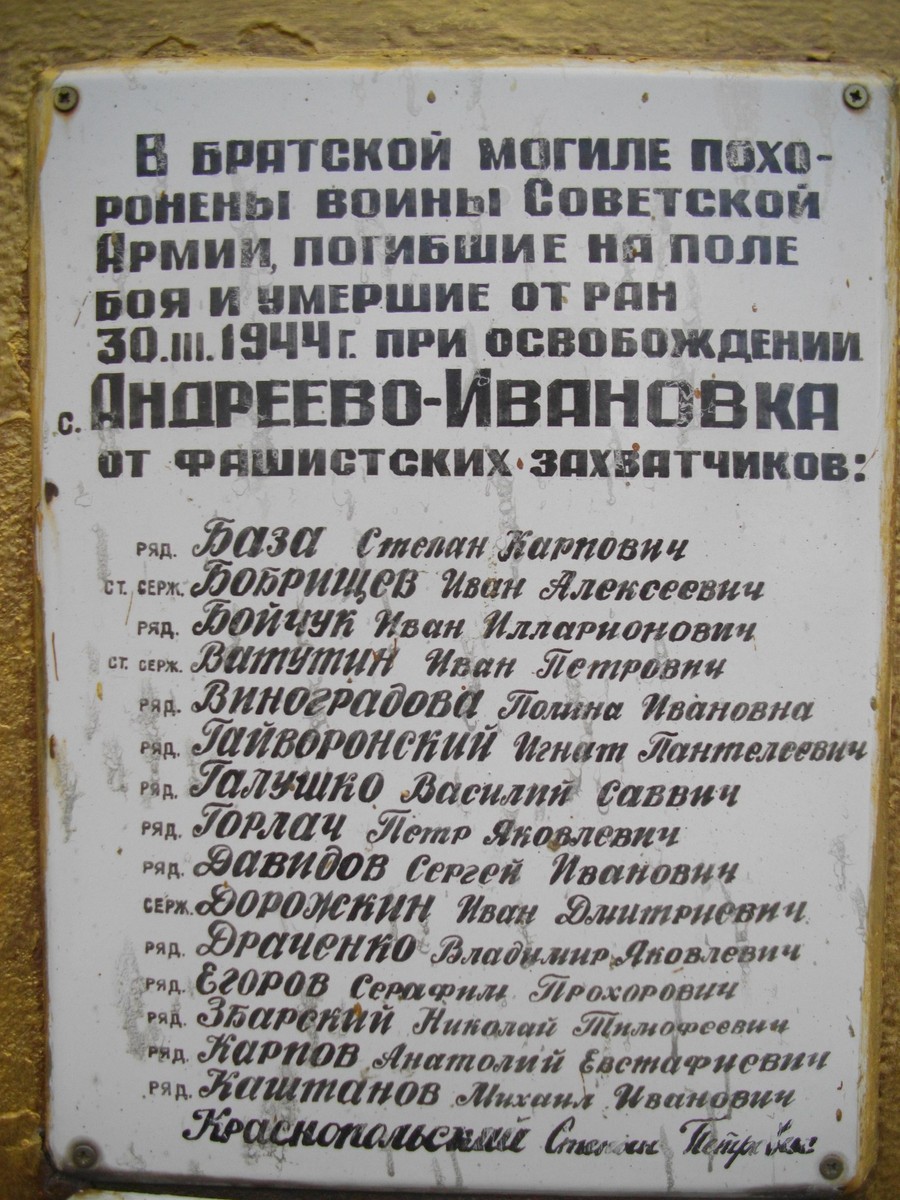 В БРАТСКОЙ МОГИЛЕ ПОХО-
РОНЕНЫ ВОИНЫ СОВЕТСКОЙ
АРМИИ, ПОГИБШИЕ НА ПОЛЕ
БОЯ И УМЕРШИЕ ОТ РАН
30.III.1944Г. ПРИ ОСВОБОЖДЕНИИ
с. АНДРЕЕВО-ИВАНОВКА
ОТ ФАШИСТСКИХ ЗАХВАТЧИКОВ:
РЯД. БАЗА Степан Карпович
СТ. СЕРЖ. БОБРИЩЕВ Иван Алексеевич
РЯД. БОЙЧУК Иван Илларионович
СТ. СЕРЖ. ВАТУТИН Иван Петрович
РЯД. ВИНОГРАДОВА Полина Ивановна
РЯД. ГАЙВОРОНСКИЙ Игнат Пантелеевич
РЯД. ГАЛУШКО Василий Саввич
РЯД. ГОРЛАЧ Петр Яковлевич
РЯД. ДАВИДОВ Сергей Иванович
СЕРЖ. ДОРОЖКИН Иван Дмитриевич
РЯД. ДРАЧЕНКО Владимир Яковлевич
РЯД. ЕГОРОВ Серафим Прохорович
РЯД. ЗБАРСКИЙ Николай Тимофеевич
РЯД. КАРПОВ Анатолий Евстафиевич
РЯД. КАШТАНОВ Михаил Иванович
КРАСНОПОЛЬСКИЙ Степан